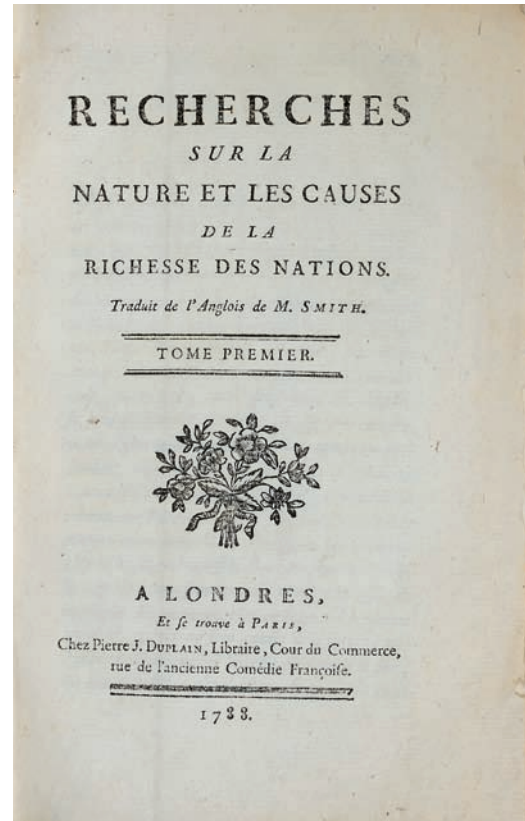 RECHERCHES
SUR LA
NATURE ET LES CAUSES
DE LA
RICHESSE DES NATIONS.
Traduit de l'Anglois de M. SMITH.
TOME PREMIER.
A LONDRES,
Et se trouve à PARIS,
Chez Pierre J. DUPLAIN, Libraire, Cour du Commerce,
rue de l'ancienne Comédie Françoise.
1788.